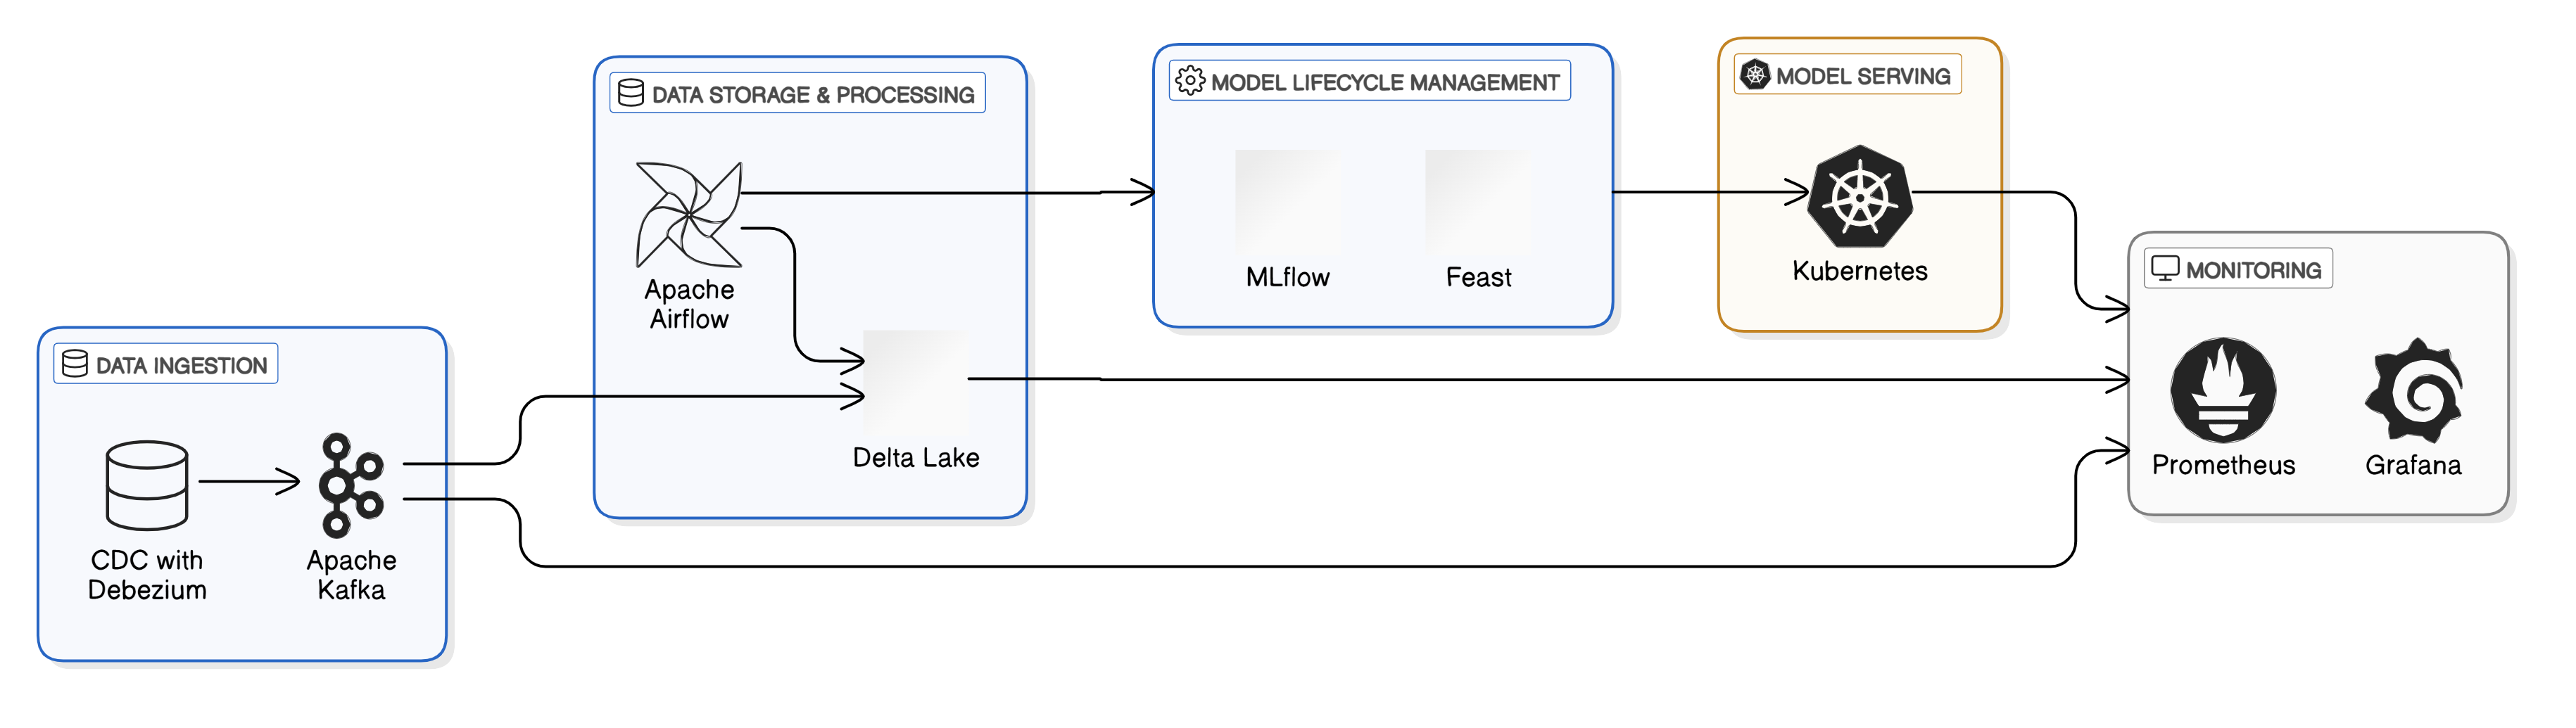 DATA INGESTION
CDC with
Debezium
Apache
Kafka
DATA STORAGE & PROCESSING
Apache
Airflow
Delta Lake
MODEL LIFECYCLE MANAGEMENT
MLflow
Feast
MODEL SERVING
Kubernetes
MONITORING
Prometheus
Grafana